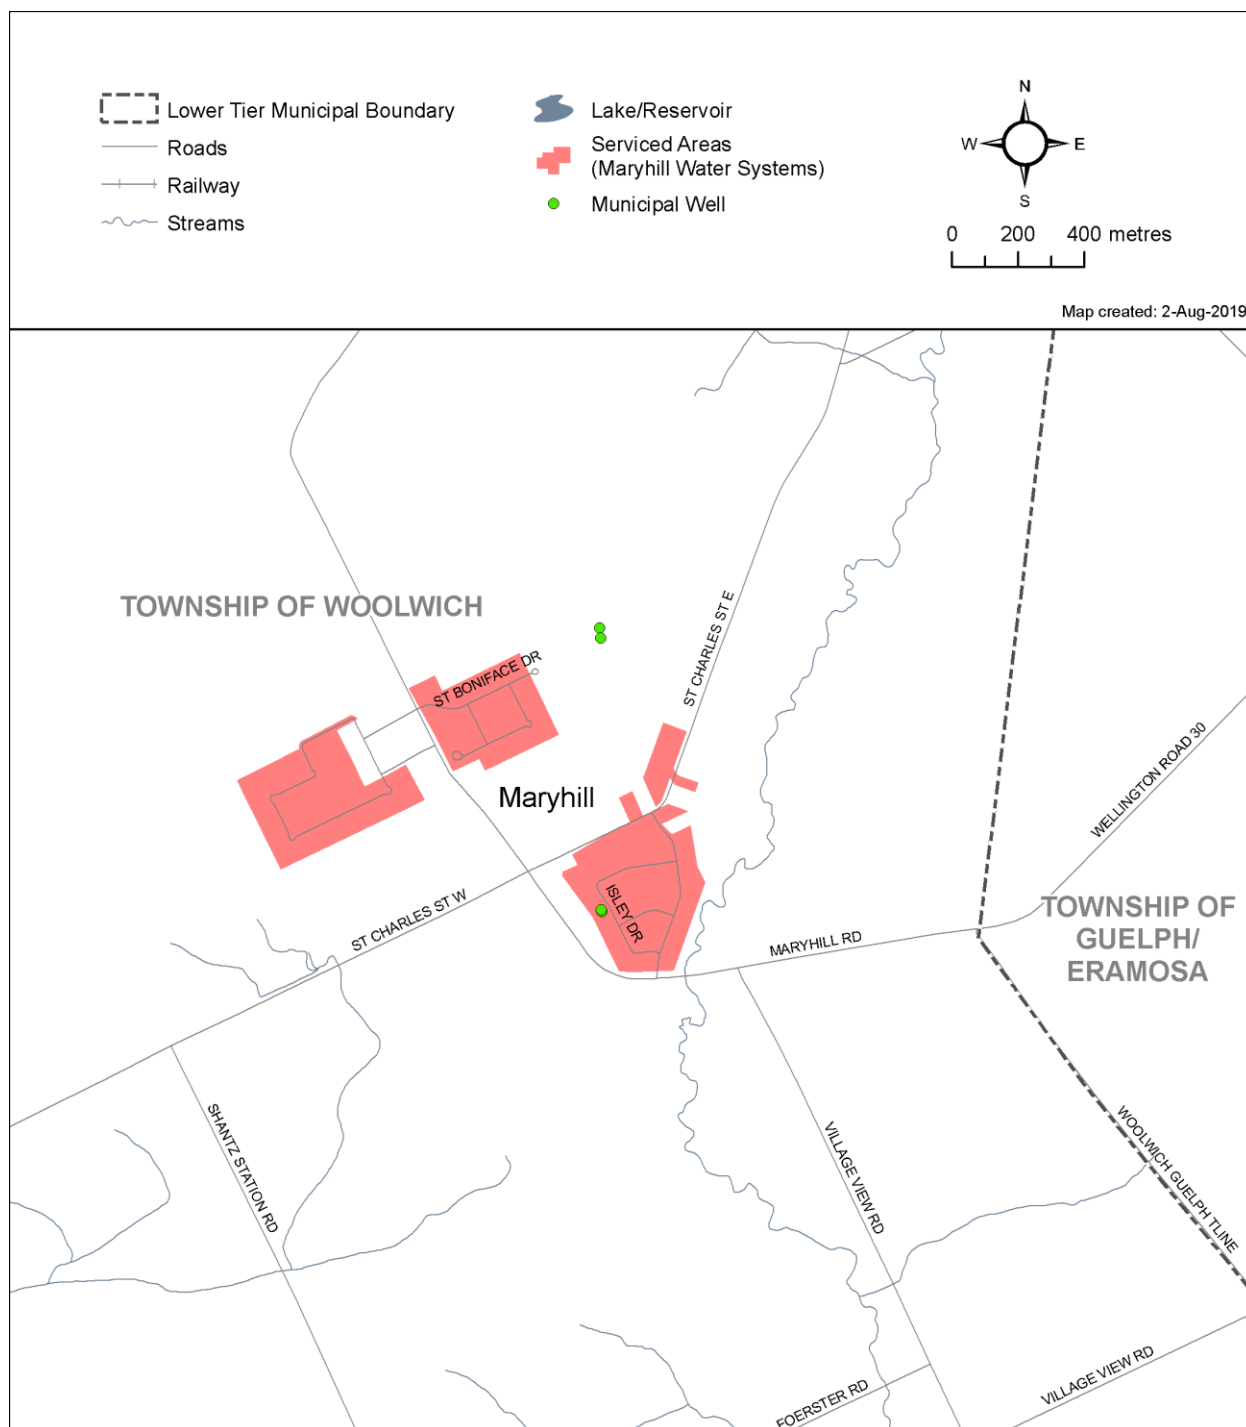 Lower Tier Municipal Boundary
Roads
Railway
Streams
Lake/Reservoir
Serviced Areas
(Maryhill Water Systems)
Municipal Well
N
W
E
S
0 200 400 metres
Map created: 2-Aug-2019
TOWNSHIP OF WOOLWICH
ST CHARLES ST E
ST BONIFACE DR
Maryhill
WELLINGTON ROAD 30
ISLEY DR
ST CHARLES ST W
MARYHILL RD
TOWNSHIP OF
GUELPH/
ERAMOSA
SHANTZ STATION RD
VILLAGE VIEW RD
WOOLWICH GUELPH TLINE
VILLAGE VIEW RD
FOERSTER RD